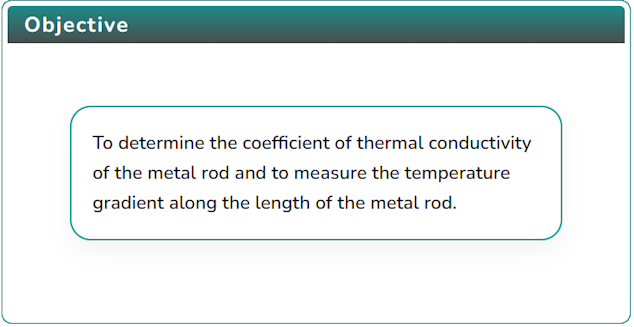 Objective
To determine the coefficient of thermal conductivity
of the metal rod and to measure the temperature
gradient along the length of the metal rod.